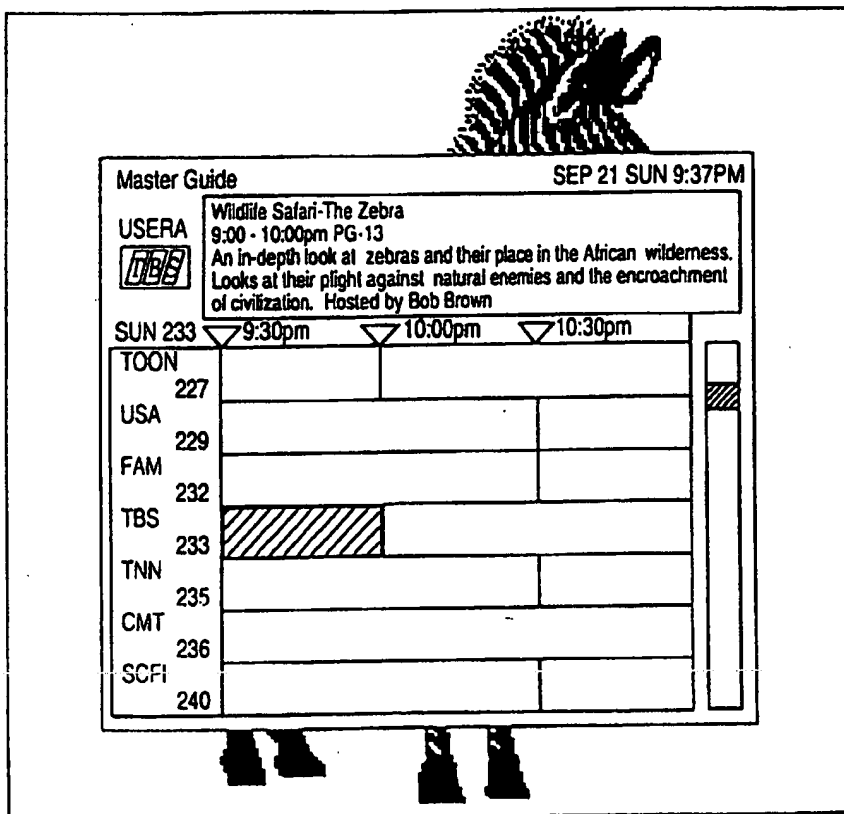 Master Guide SEP 21 SUN 9:37PM
USERA
TBS
Wildlife Safari-The Zebra
9:00 - 10:00pm PG-13
An in-depth look at zebras and their place in the African wilderness.
Looks at their plight against natural enemies and the encroachment
of civilization. Hosted by Bob Brown
SUN 233 9:30pm 10:00pm 10:30pm
TOON
227
USA
229
FAM
232
TBS
233
TNN
235
CMT
236
SCFI
240